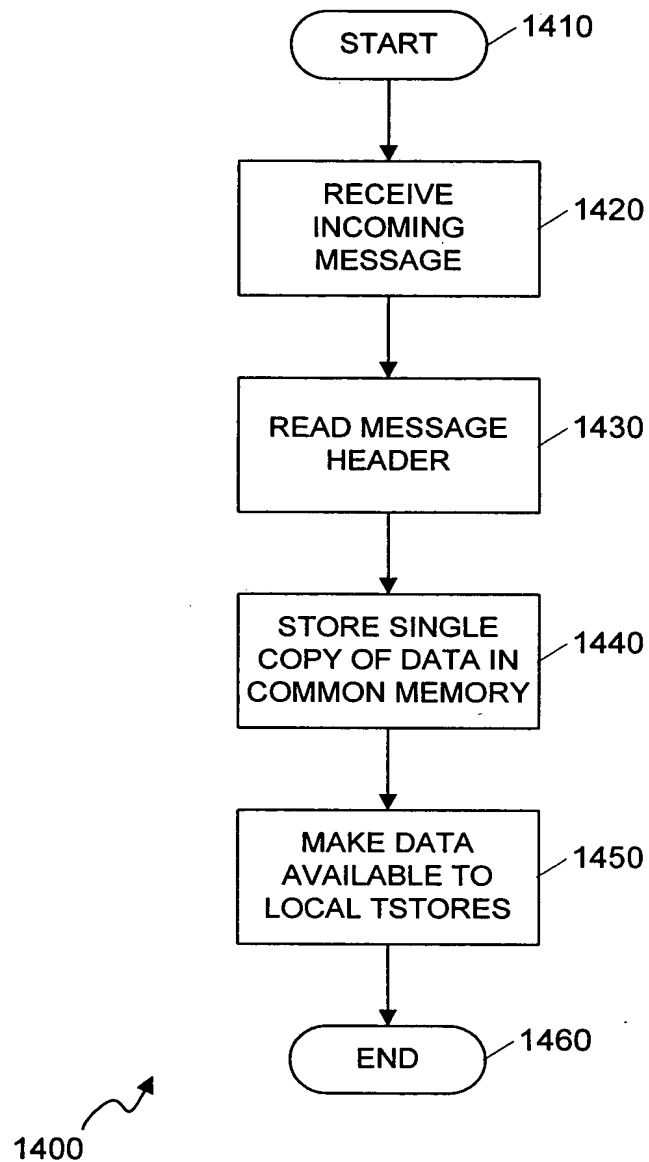 START
1410
RECEIVE
INCOMING
MESSAGE
1420
READ MESSAGE
HEADER
1430
STORE SINGLE
COPY OF DATA IN
COMMON MEMORY
1440
MAKE DATA
AVAILABLE TO
LOCAL TSTORES
1450
END
1460
1400